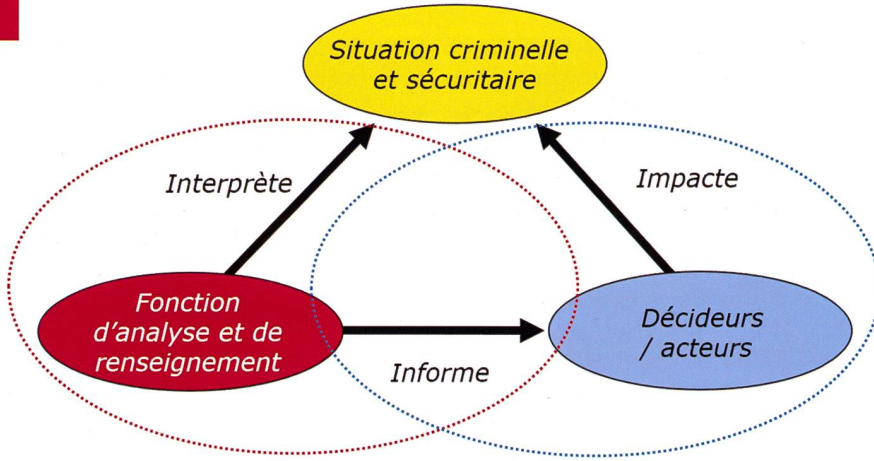 Situation criminelle
et sécuritaire
Interprète
Impacte
Fonction
d'analyse et de
renseignement
Décideurs
/ acteurs
Informe